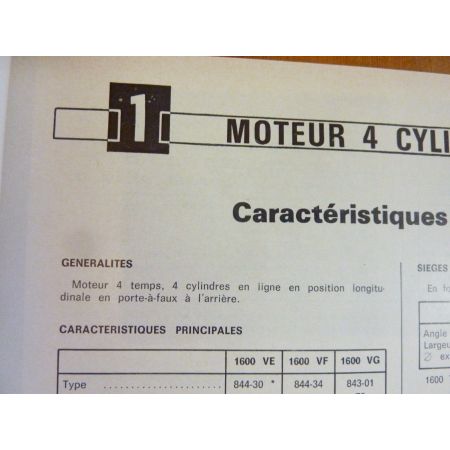 1
MOTEUR 4 CYLI
Caractéristiques
GENERALITES
Moteur 4 temps, 4 cylindres en ligne en position longitu-
dinale en porte-à-faux à l'arrière.
CARACTERISTIQUES PRINCIPALES
1600 VE 1600 VF 1600 VG
Type ...................... 844-30 * 844-34 843-01
SIEGES
En fr
Angle
Largeu
Ø ex
1600